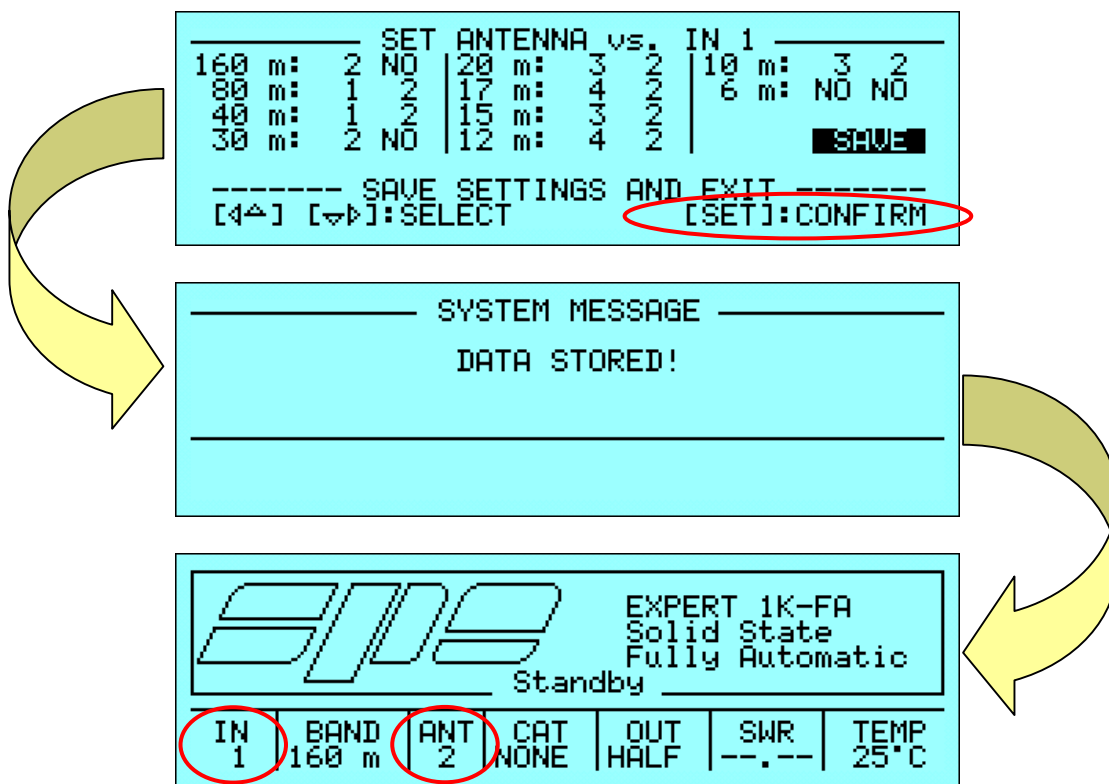 SET ANTENNA vs. IN 1
160 m: 2 NO 20 m: 3 2 10 m: 3 2
80 m: 1 2 17 m: 4 2 6 m: NO NO
40 m: 1 2 15 m: 3 2
30 m: 2 NO 12 m: 4 2 SAVE
------- SAVE SETTINGS AND EXIT -------
[◁△] [▽▷]:SELECT [SET]:CONFIRM
SYSTEM MESSAGE
DATA STORED!
spe
EXPERT 1K-FA
Solid State
Fully Automatic
Standby
IN BAND ANT CAT OUT SWR TEMP
1 160 m 2 NONE HALF --.-- 25°C